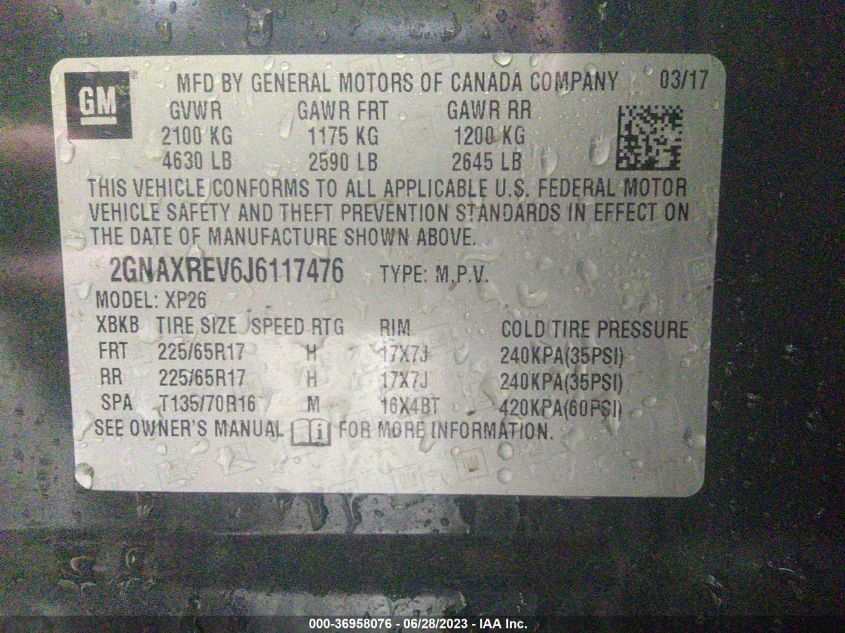 GM ®
MFD BY GENERAL MOTORS OF CANADA COMPANY 03/17
GVWR GAWR FRT GAWR RR
2100 KG 1175 KG 1200 KG
4630 LB 2590 LB 2645 LB
THIS VEHICLE CONFORMS TO ALL APPLICABLE U.S. FEDERAL MOTOR
VEHICLE SAFETY AND THEFT PREVENTION STANDARDS IN EFFECT ON
THE DATE OF MANUFACTURE SHOWN ABOVE.
2GNAXREV6J6117476 TYPE: M.P.V.
MODEL: XP26
XBKB TIRE SIZE SPEED RTG RIM COLD TIRE PRESSURE
FRT 225/65R17 H 17X7J 240KPA(35PSI)
RR 225/65R17 H 17X7J 240KPA(35PSI)
SPA T135/70R16 M 16X4BT 420KPA(60PSI)
SEE OWNER'S MANUAL i FOR MORE INFORMATION.
000-36958076 / 06/28/2023 - IAA Inc.